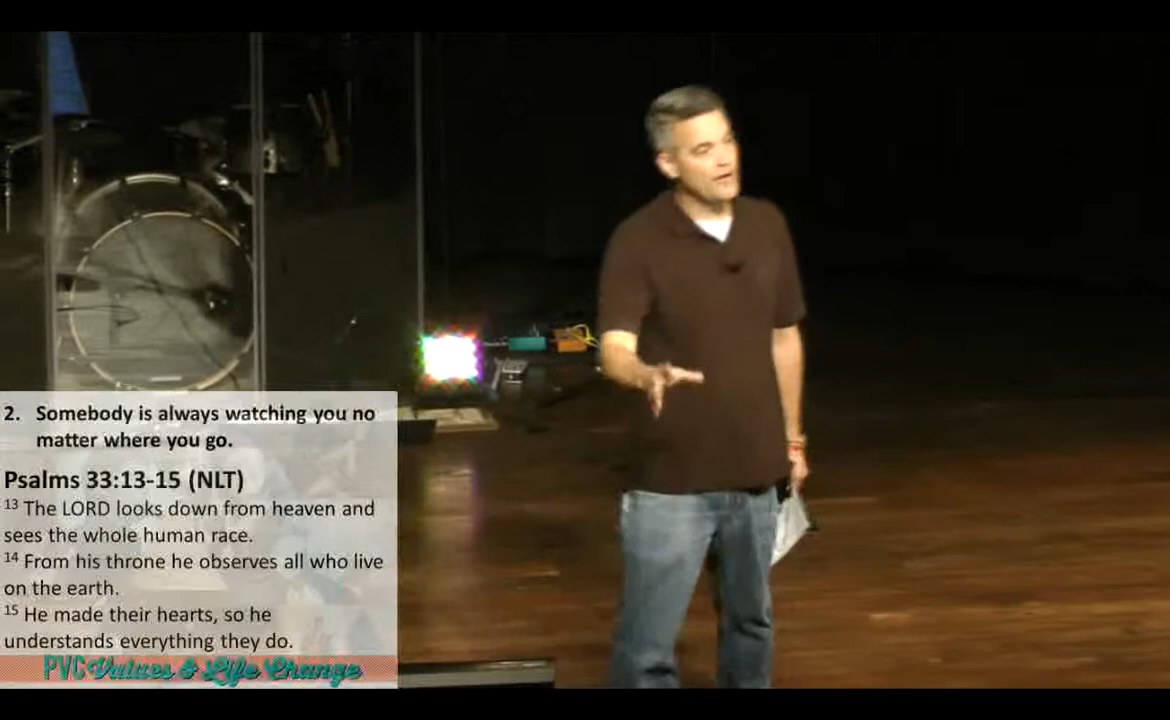 2. Somebody is always watching you no
matter where you go.
Psalms 33:13-15 (NLT)
13 The LORD looks down from heaven and
sees the whole human race.
14 From his throne he observes all who live
on the earth.
15 He made their hearts, so he
understands everything they do.
PVC Values & Life Change